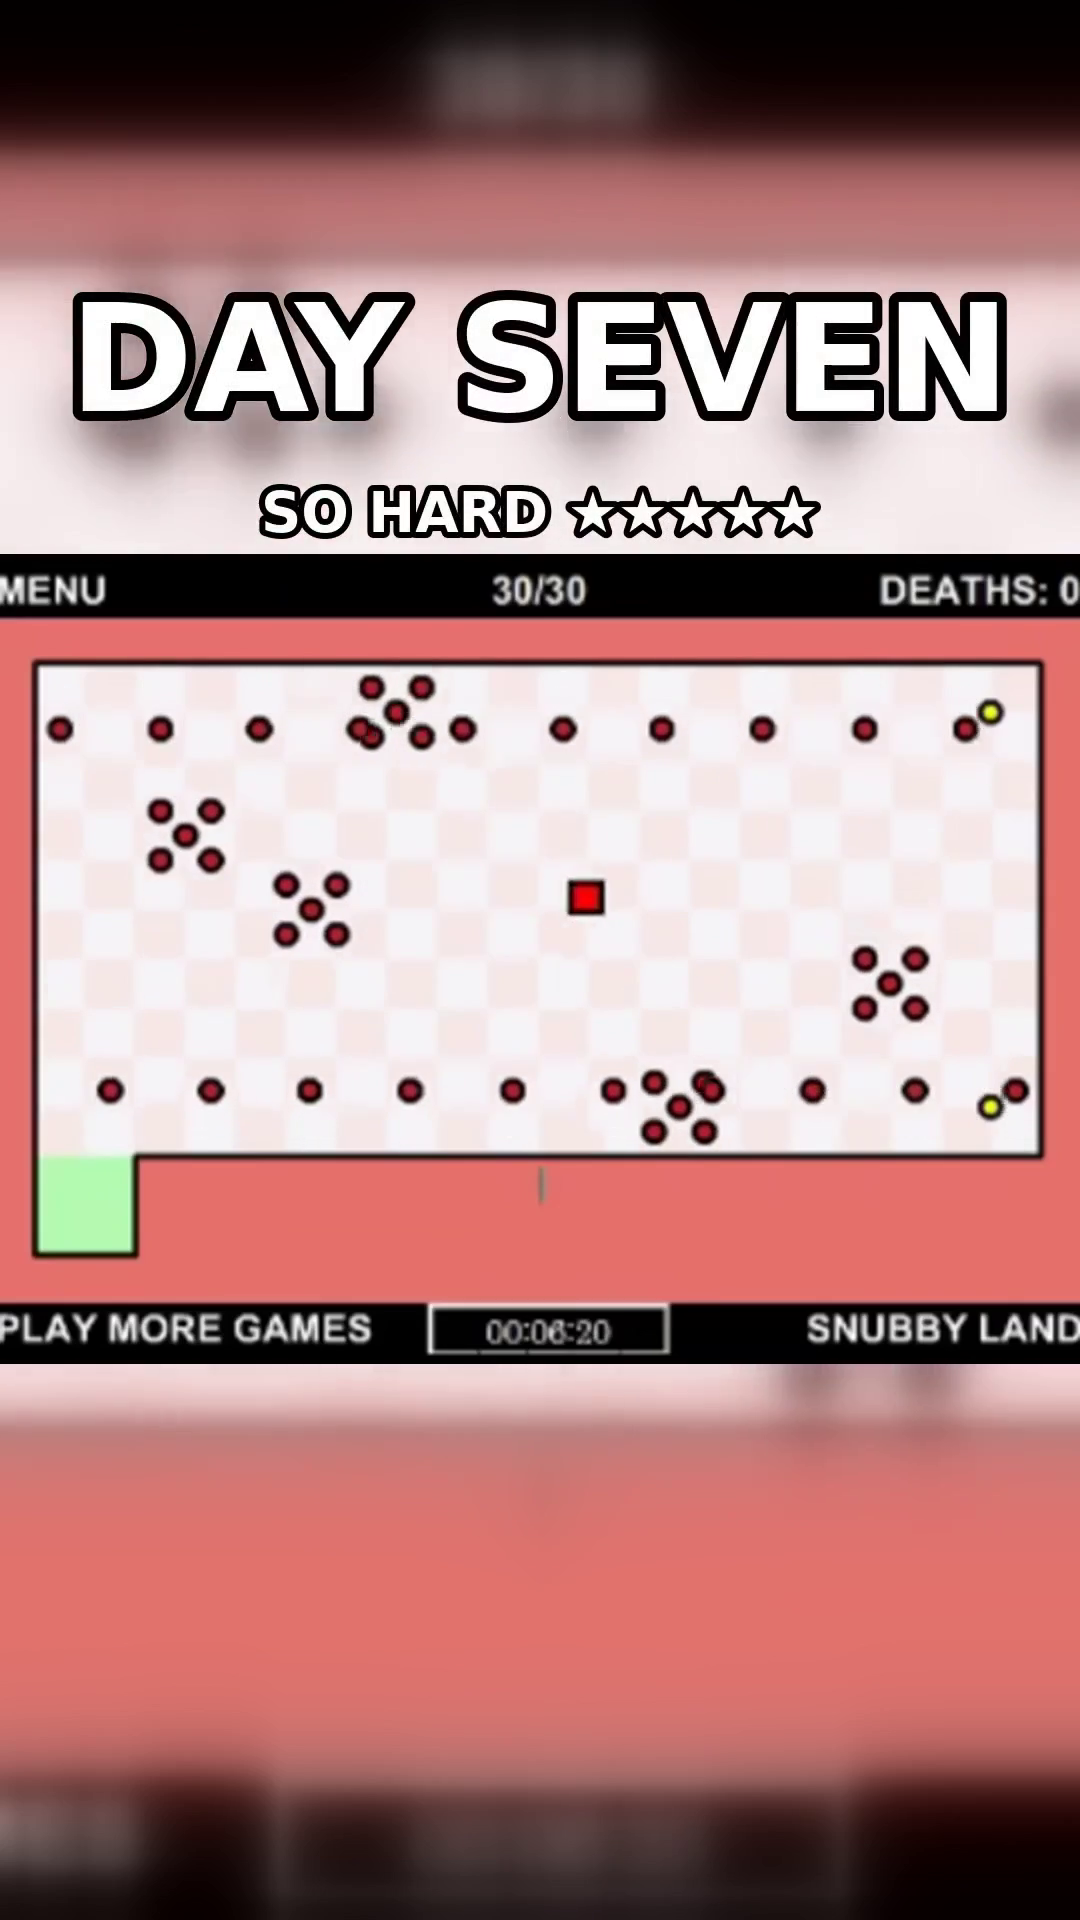 DAY SEVEN
SO HARD ★★★★★
MENU 30/30 DEATHS: 0
PLAY MORE GAMES 00:06:20 SNUBBY LAND